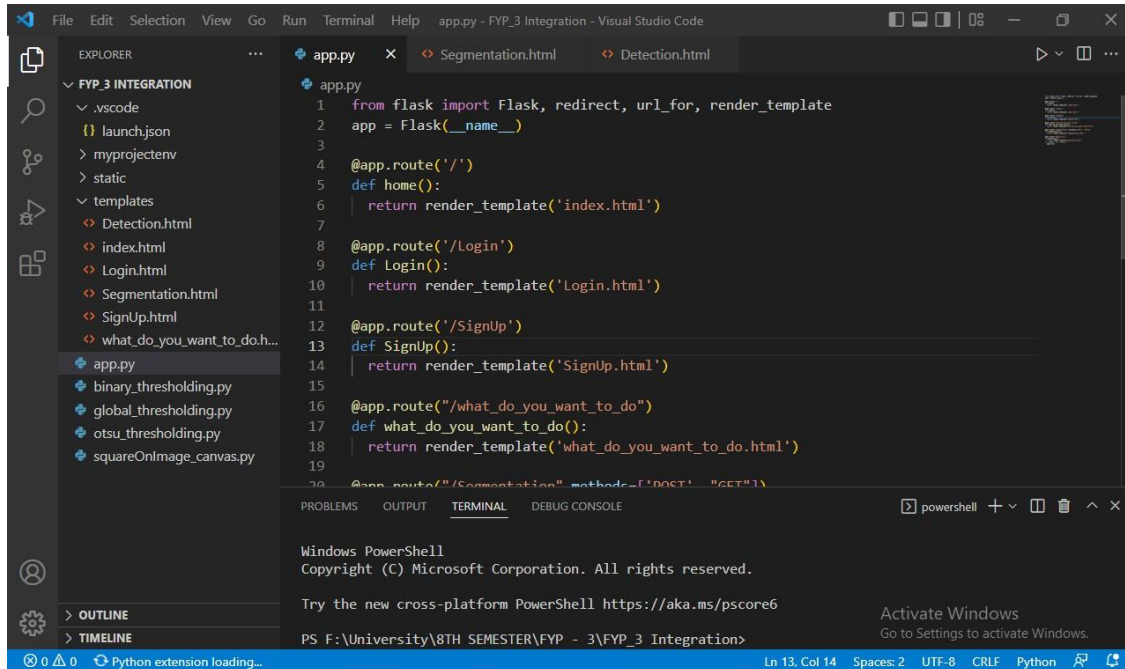 File Edit Selection View Go Run Terminal Help app.py - FYP_3 Integration - Visual Studio Code
EXPLORER
FYP_3 INTEGRATION
.vscode
{} launch.json
myprojectenv
static
templates
<> Detection.html
<> index.html
<> Login.html
<> Segmentation.html
<> SignUp.html
<> what_do_you_want_to_do.h...
app.py
binary_thresholding.py
global_thresholding.py
otsu_thresholding.py
squareOnImage_canvas.py
OUTLINE
TIMELINE
app.py <> Segmentation.html <> Detection.html
app.py
1 from flask import Flask, redirect, url_for, render_template
2 app = Flask(__name__)
3
4 @app.route('/')
5 def home():
6 return render_template('index.html')
7
8 @app.route('/Login')
9 def Login():
10 return render_template('Login.html')
11
12 @app.route('/SignUp')
13 def SignUp():
14 return render_template('SignUp.html')
15
16 @app.route("/what_do_you_want_to_do")
17 def what_do_you_want_to_do():
18 return render_template('what_do_you_want_to_do.html')
19
20 @app.route("/Segmentation" methods=['POST', "GET"])
PROBLEMS OUTPUT TERMINAL DEBUG CONSOLE powershell
Windows PowerShell
Copyright (C) Microsoft Corporation. All rights reserved.
Try the new cross-platform PowerShell https://aka.ms/pscore6
PS F:\University\8TH SEMESTER\FYP - 3\FYP_3 Integration>
Activate Windows
Go to Settings to activate Windows.
0 0 Python extension loading... Ln 13, Col 14 Spaces: 2 UTF-8 CRLF Python